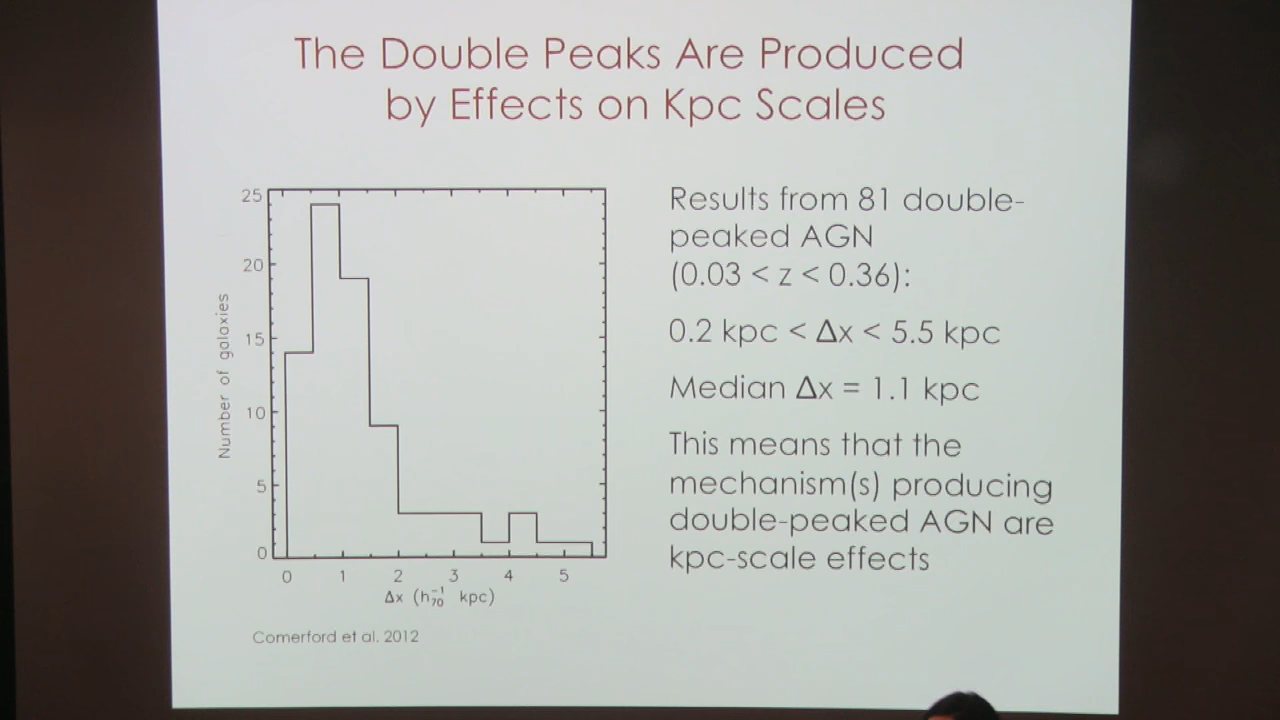 The Double Peaks Are Produced
by Effects on Kpc Scales
25
20
15
10
5
0
Number of galaxies
0 1 2 3 4 5
Δx (h₇₀⁻¹ kpc)
Comerford et al. 2012
Results from 81 double-
peaked AGN
(0.03 < z < 0.36):
0.2 kpc < Δx < 5.5 kpc
Median Δx = 1.1 kpc
This means that the
mechanism(s) producing
double-peaked AGN are
kpc-scale effects